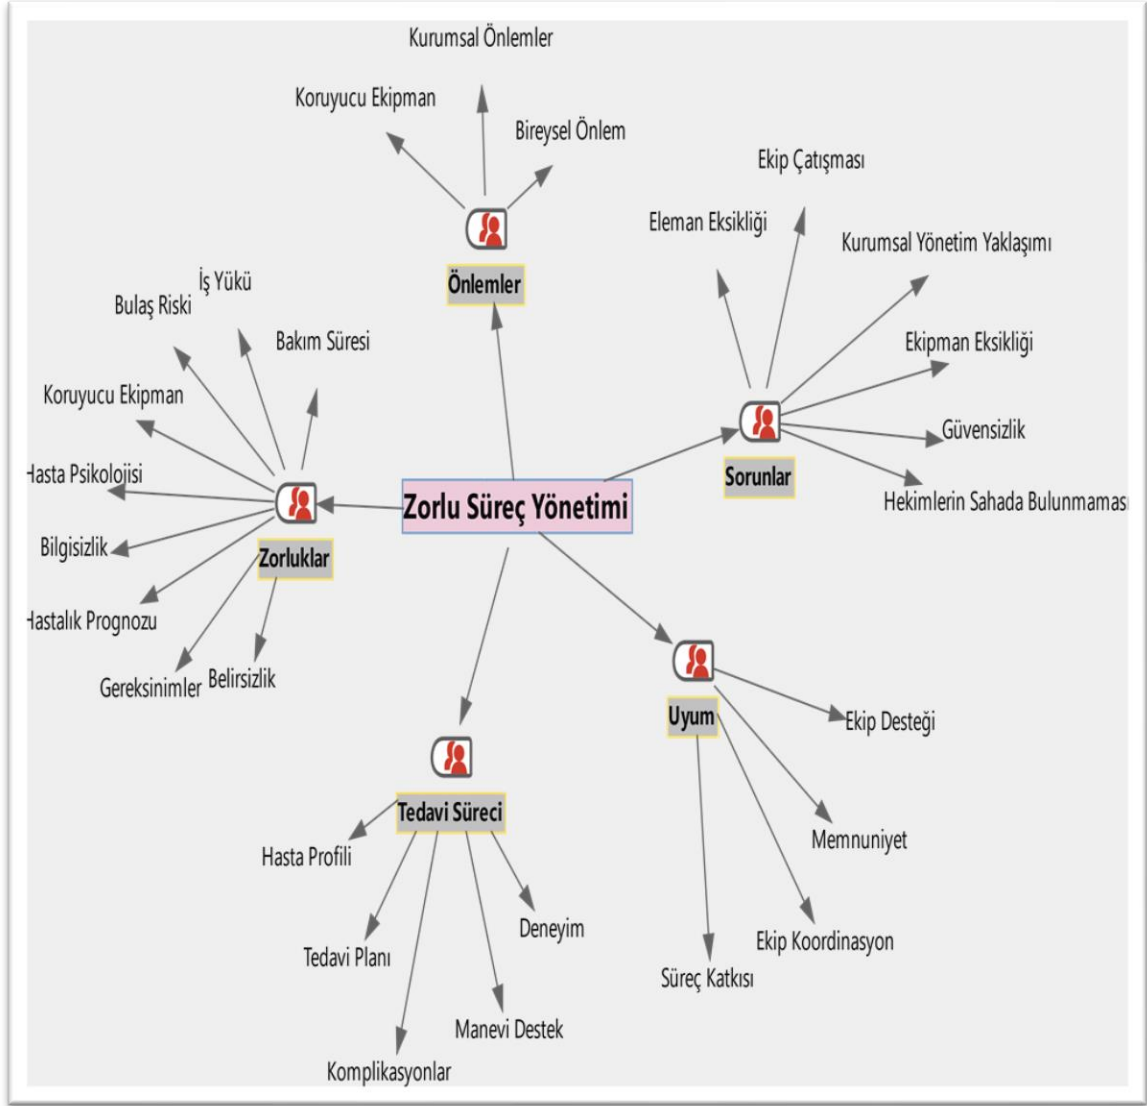 Kurumsal Önlemler
Koruyucu Ekipman
Bireysel Önlem
Önlemler
Ekip Çatışması
Eleman Eksikliği
Kurumsal Yönetim Yaklaşımı
Ekipman Eksikliği
Güvensizlik
Hekimlerin Sahada Bulunmaması
Sorunlar
İş Yükü
Bulaş Riski
Bakım Süresi
Koruyucu Ekipman
Hasta Psikolojisi
Bilgisizlik
Hastalık Prognozu
Gereksinimler
Belirsizlik
Zorluklar
Zorlu Süreç Yönetimi
Uyum
Ekip Desteği
Memnuniyet
Ekip Koordinasyon
Süreç Katkısı
Tedavi Süreci
Hasta Profili
Tedavi Planı
Komplikasyonlar
Manevi Destek
Deneyim